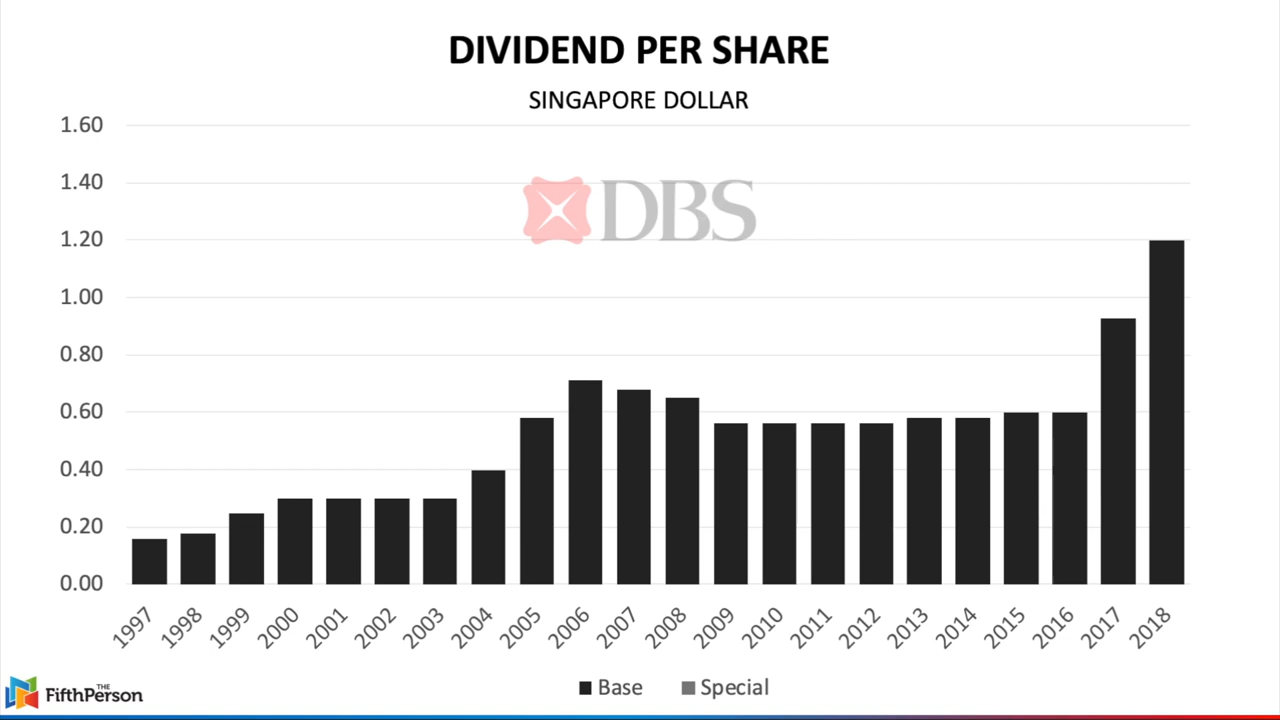 DIVIDEND PER SHARE
SINGAPORE DOLLAR
DBS
1.60
1.40
1.20
1.00
0.80
0.60
0.40
0.20
0.00
1997 1998 1999 2000 2001 2002 2003 2004 2005 2006 2007 2008 2009 2010 2011 2012 2013 2014 2015 2016 2017 2018
Base Special
THE
FifthPerson